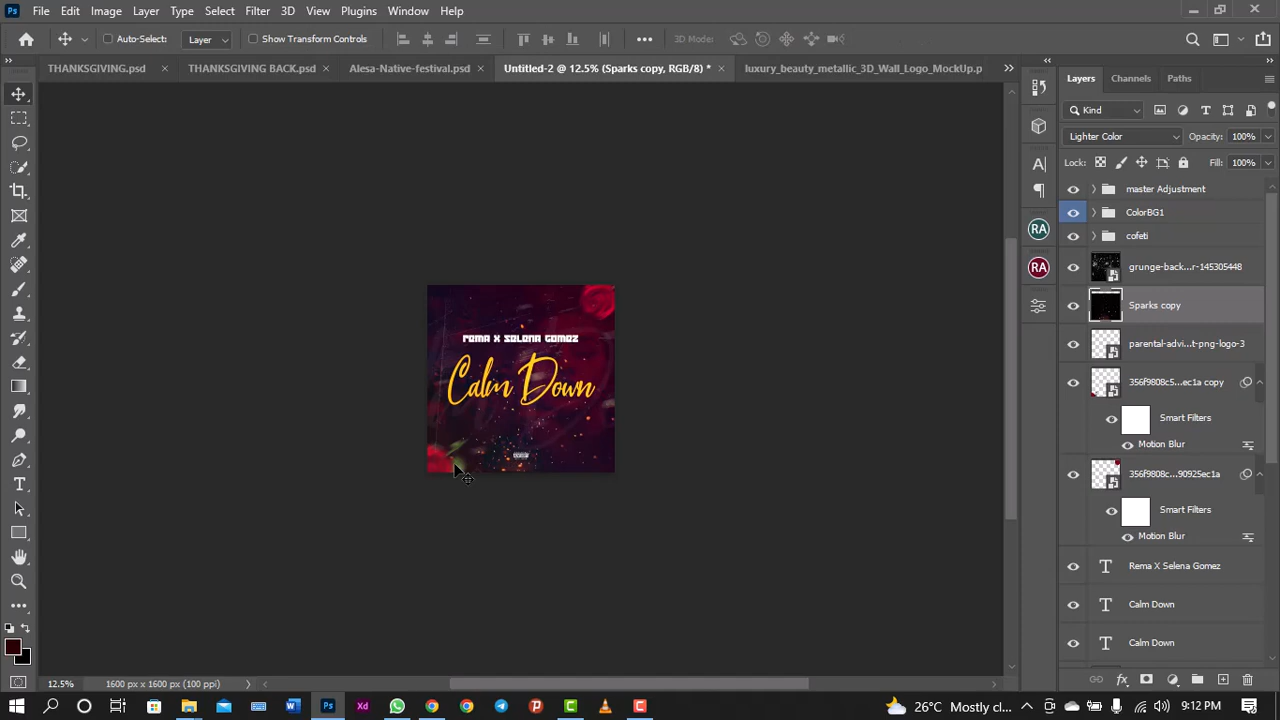 Ps File Edit Image Layer Type Select Filter 3D View Plugins Window Help
Auto-Select: Layer Show Transform Controls 3D Mode:
THANKSGIVING.psd × THANKSGIVING BACK.psd × Alesa-Native-festival.psd × Untitled-2 @ 12.5% (Sparks copy, RGB/8) * × luxury_beauty_metallic_3D_Wall_Logo_MockUp.p
Layers Channels Paths
Kind
Lighter Color Opacity: 100%
Lock: Fill: 100%
master Adjustment
ColorBG1
cofeti
grunge-back...r-145305448
Sparks copy
parental-advi...t-png-logo-3
356f9808c5...ec1a copy
Smart Filters
Motion Blur
356f9808c...90925ec1a
Smart Filters
Motion Blur
T Rema X Selena Gomez
T Calm Down
T Calm Down
RA
RA
REMA X SELENA GOMEZ
Calm Down
12.5% 1600 px x 1600 px (100 ppi)
26°C Mostly cl... 9:12 PM